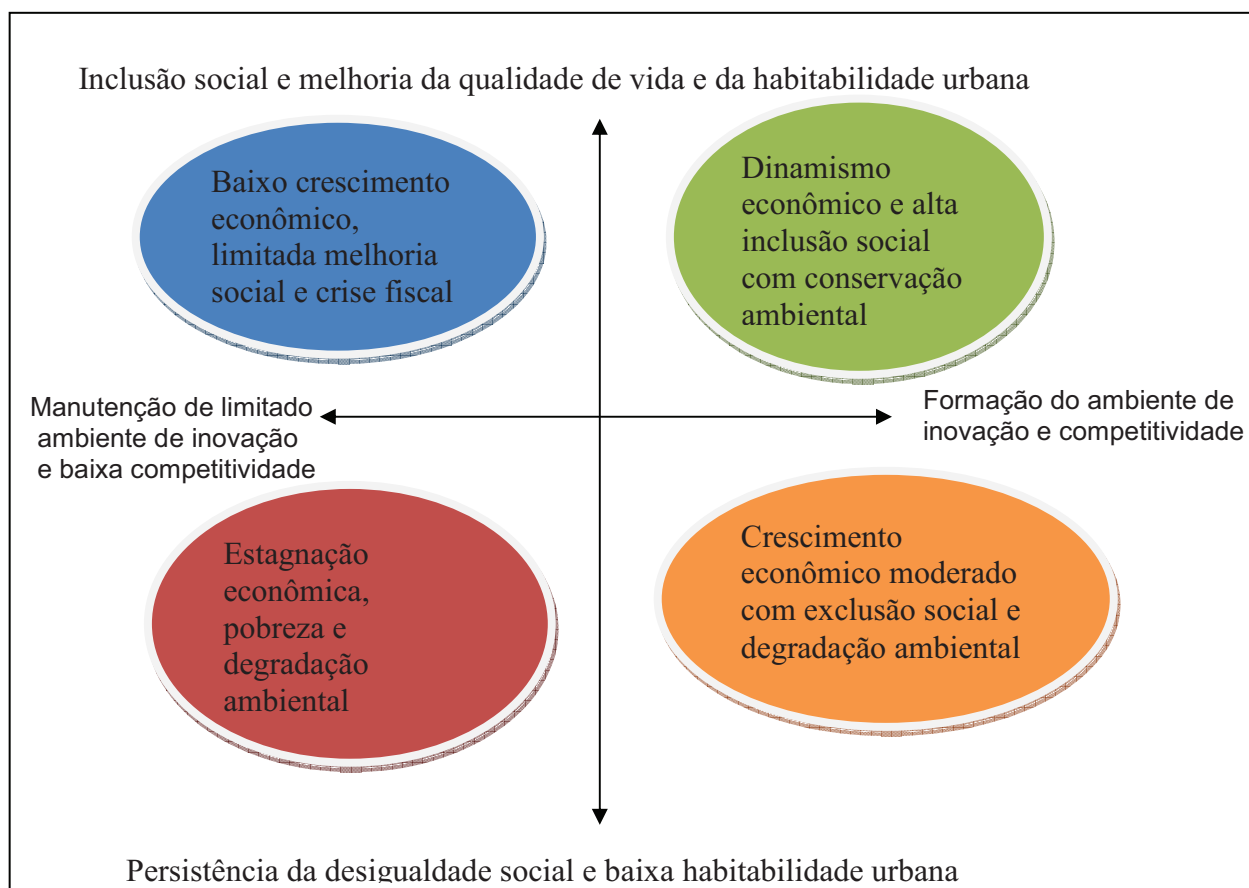 Inclusão social e melhoria da qualidade de vida e da habitabilidade urbana
Baixo crescimento
econômico,
limitada melhoria
social e crise fiscal
Dinamismo
econômico e alta
inclusão social
com conservação
ambiental
Manutenção de limitado
ambiente de inovação
e baixa competitividade
Formação do ambiente de
inovação e competitividade
Estagnação
econômica,
pobreza e
degradação
ambiental
Crescimento
econômico moderado
com exclusão social e
degradação ambiental
Persistência da desigualdade social e baixa habitabilidade urbana